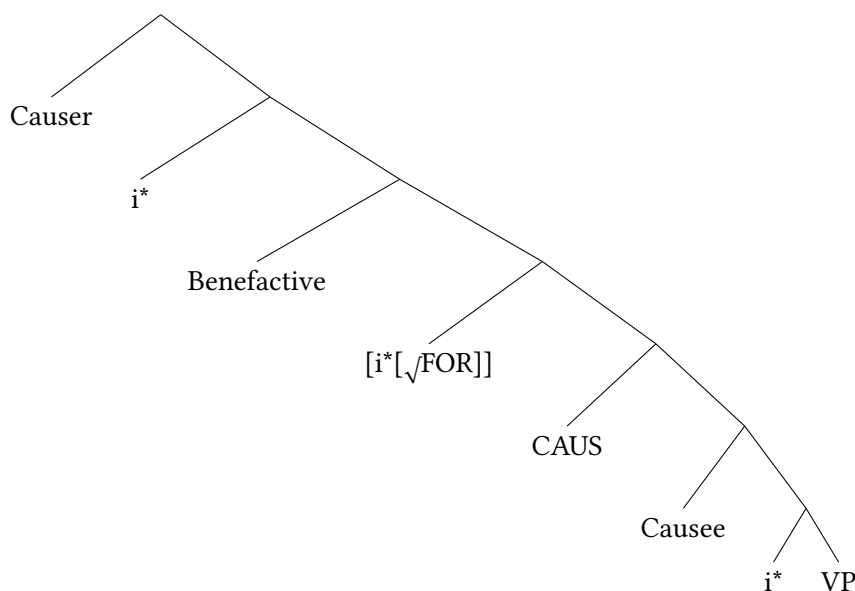 Causer
i*
Benefactive
[i*[√FOR]]
CAUS
Causee
i* VP